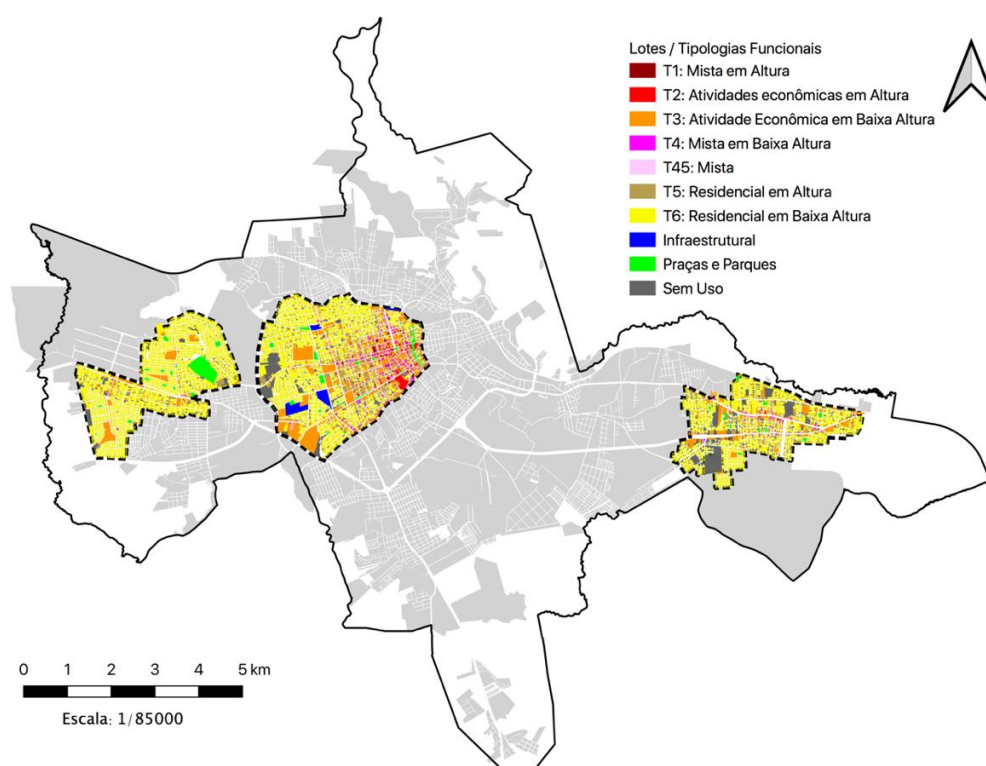 Lotes / Tipologias Funcionais
T1: Mista em Altura
T2: Atividades econômicas em Altura
T3: Atividade Econômica em Baixa Altura
T4: Mista em Baixa Altura
T45: Mista
T5: Residencial em Altura
T6: Residencial em Baixa Altura
Infraestrutural
Praças e Parques
Sem Uso
0 1 2 3 4 5 km
Escala: 1/85000